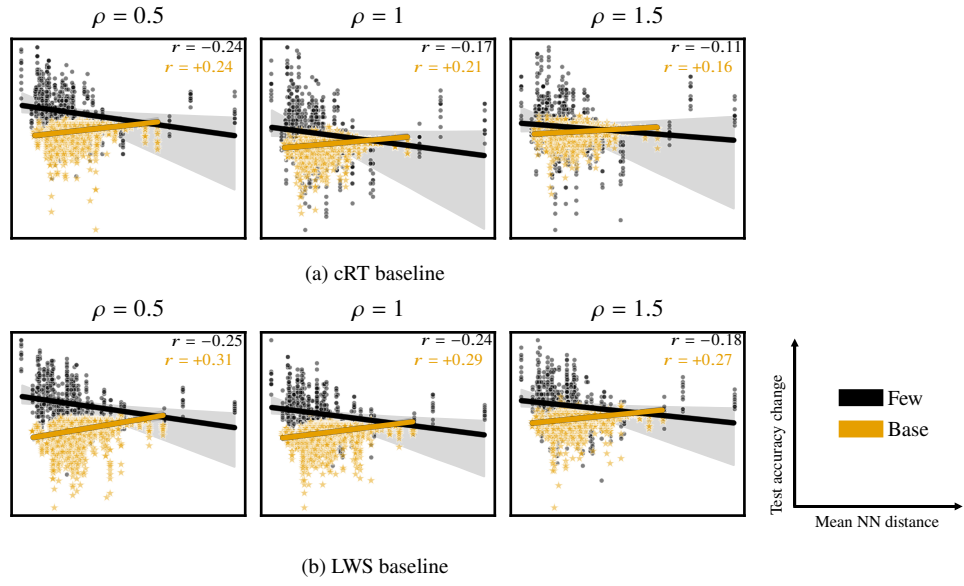 ρ = 0.5
ρ = 1
ρ = 1.5
r = −0.24
r = +0.24
r = −0.17
r = +0.21
r = −0.11
r = +0.16
(a) cRT baseline
ρ = 0.5
ρ = 1
ρ = 1.5
r = −0.25
r = +0.31
r = −0.24
r = +0.29
r = −0.18
r = +0.27
Test accuracy change
Few
Base
Mean NN distance
(b) LWS baseline